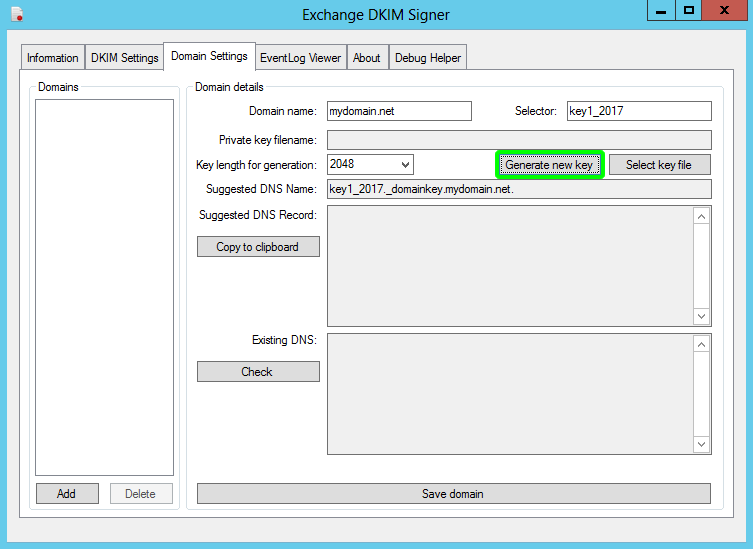 Exchange DKIM Signer
Information DKIM Settings Domain Settings EventLog Viewer About Debug Helper
Domains
Domain details
Domain name: mydomain.net Selector: key1_2017
Private key filename:
Key length for generation: 2048 Generate new key Select key file
Suggested DNS Name: key1_2017._domainkey.mydomain.net.
Suggested DNS Record:
Copy to clipboard
Existing DNS:
Check
Add Delete Save domain